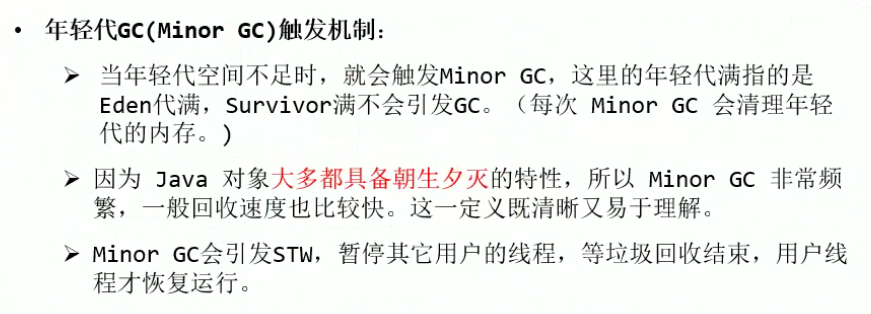 • 年轻代GC(Minor GC)触发机制：
➢ 当年轻代空间不足时，就会触发Minor GC，这里的年轻代满指的是
Eden代满，Survivor满不会引发GC。（每次 Minor GC 会清理年轻
代的内存。)
➢ 因为 Java 对象大多都具备朝生夕灭的特性，所以 Minor GC 非常频
繁，一般回收速度也比较快。这一定义既清晰又易于理解。
➢ Minor GC会引发STW，暂停其它用户的线程，等垃圾回收结束，用户线
程才恢复运行。